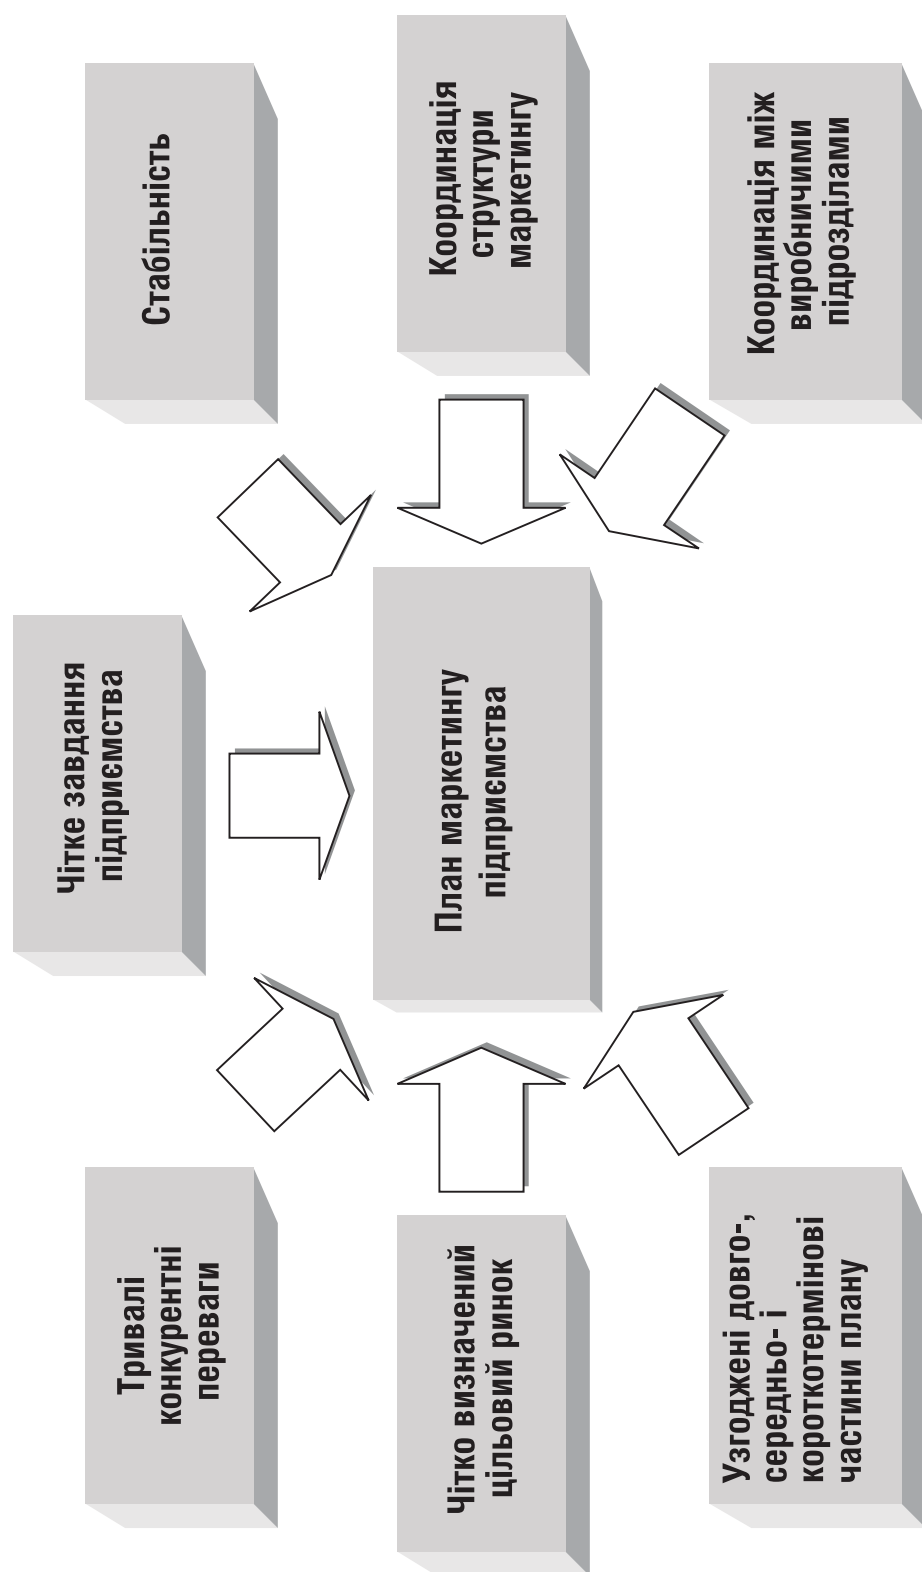 Чітке завдання
підприємства
Тривалі
конкурентні
переваги
Стабільність
Чітко визначений
цільовий ринок
План маркетингу
підприємства
Координація
структури
маркетингу
Узгоджені довго-,
середньо- і
короткотермінові
частини плану
Координація між
виробничими
підрозділами